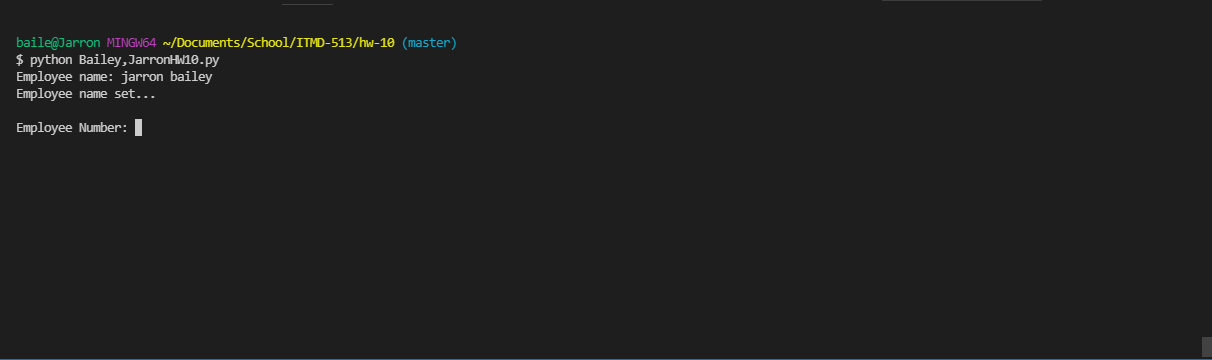 baile@Jarron MINGW64 ~/Documents/School/ITMD-513/hw-10 (master)
$ python Bailey,JarronHW10.py
Employee name: jarron bailey
Employee name set...
Employee Number: